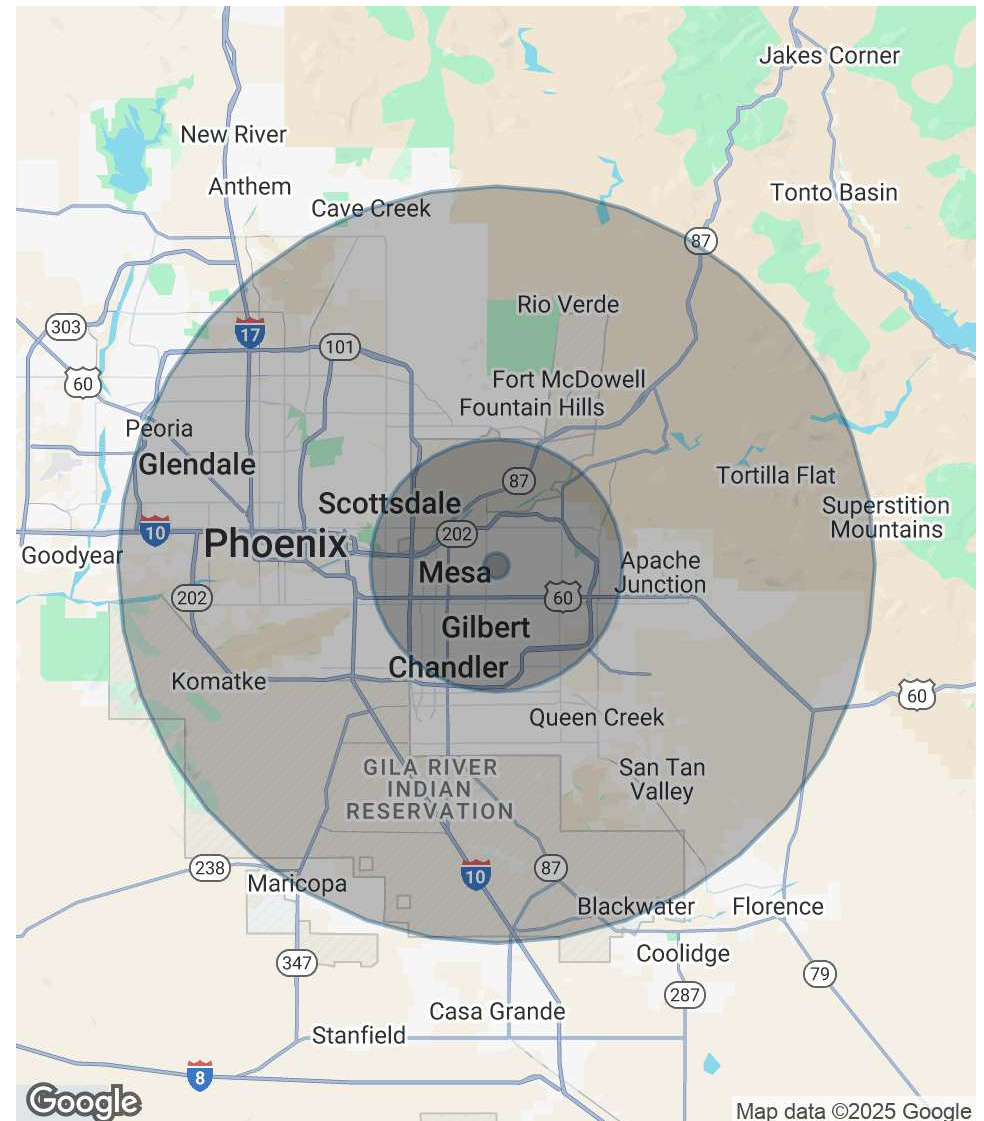 Jakes Corner
New River
Anthem
Tonto Basin
Cave Creek
87
Rio Verde
303
17
101
60
Fort McDowell
Fountain Hills
Peoria
Glendale
Tortilla Flat
87
Scottsdale
Superstition
Mountains
10
202
Phoenix
Goodyear
Mesa
Apache
Junction
202
60
Gilbert
Chandler
Komatke
60
Queen Creek
GILA RIVER
INDIAN
RESERVATION
San Tan
Valley
238
10
87
Maricopa
Blackwater
Florence
Coolidge
347
79
287
Casa Grande
Stanfield
8
Google
Map data ©2025 Google